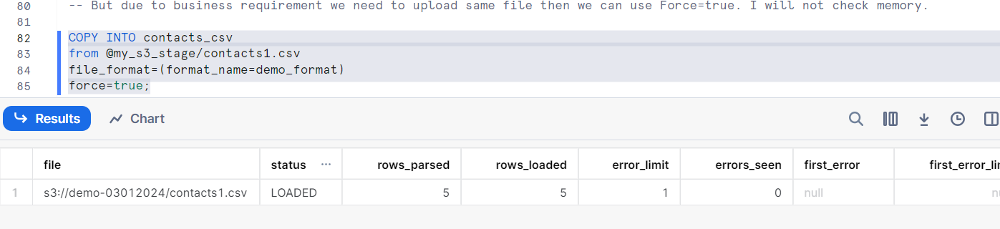 80 -- But due to business requirement we need to upload same file then we can use Force=true. I will not check memory.
81
82 COPY INTO contacts_csv
83 from @my_s3_stage/contacts1.csv
84 file_format=(format_name=demo_format)
85 force=true;
Results Chart
file status ... rows_parsed rows_loaded error_limit errors_seen first_error first_error_li
1 s3://demo-03012024/contacts1.csv LOADED 5 5 1 0 null nu